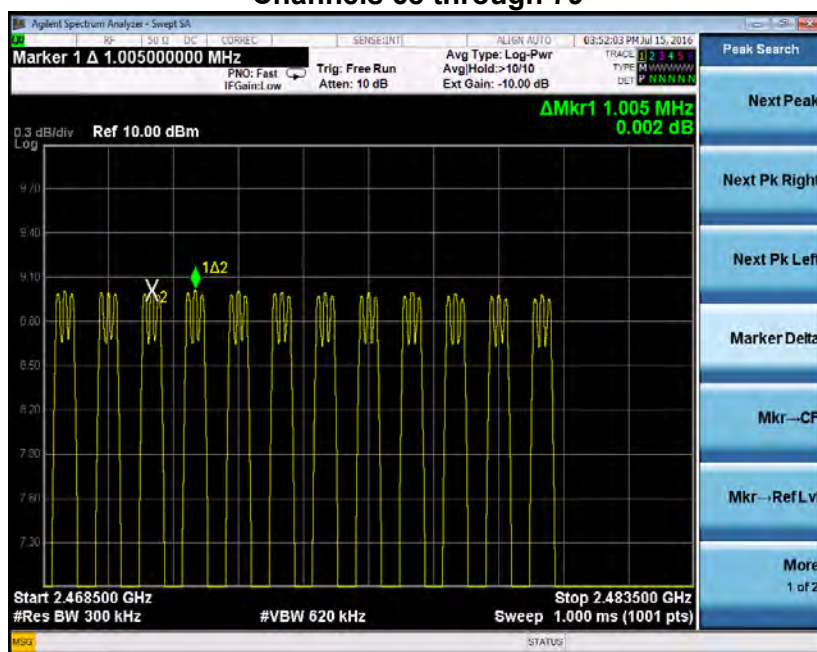 Agilent Spectrum Analyzer - Swept SA
RF 50 Ω DC CORREC SENSE:INT ALIGN AUTO 03:52:03 PM Jul 15, 2016
Marker 1 Δ 1.005000000 MHz
PNO: Fast
IFGain:Low
Trig: Free Run
Atten: 10 dB
Avg Type: Log-Pwr
Avg|Hold:>10/10
Ext Gain: -10.00 dB
TRACE 1 2 3 4 5 6
TYPE M WWWWW
DET P N N N N N
Peak Search
ΔMkr1 1.005 MHz
0.002 dB
0.3 dB/div Ref 10.00 dBm
Log
9.70
9.40
9.10
8.80
8.50
8.20
7.90
7.60
7.30
1Δ2
X2
Start 2.468500 GHz
Stop 2.483500 GHz
#Res BW 300 kHz
#VBW 620 kHz
Sweep 1.000 ms (1001 pts)
Next Peak
Next Pk Right
Next Pk Left
Marker Delta
Mkr→CF
Mkr→Ref Lvl
More
1 of 2
MSG
STATUS